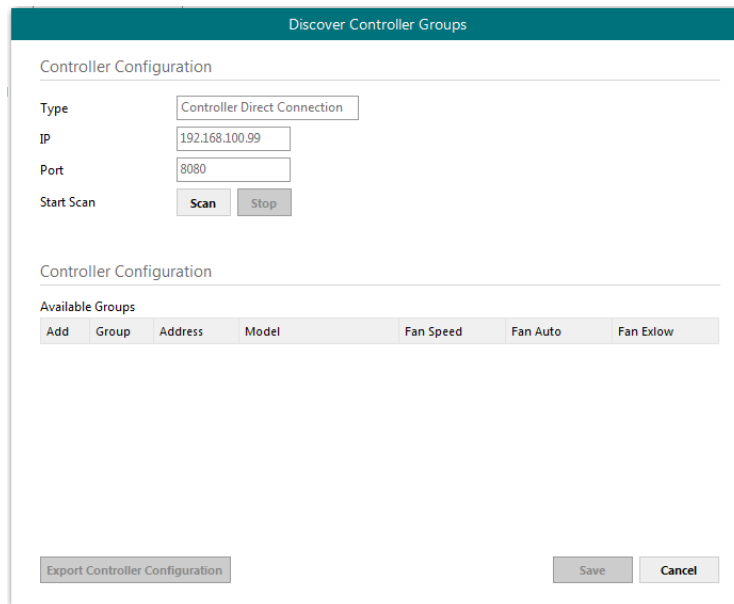 Discover Controller Groups
Controller Configuration
Type Controller Direct Connection
IP 192.168.100.99
Port 8080
Start Scan Scan Stop
Controller Configuration
Available Groups
Add Group Address Model Fan Speed Fan Auto Fan Exlow
Export Controller Configuration Save Cancel